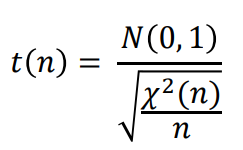 t(n) = N(0, 1) / √(χ²(n) / n)